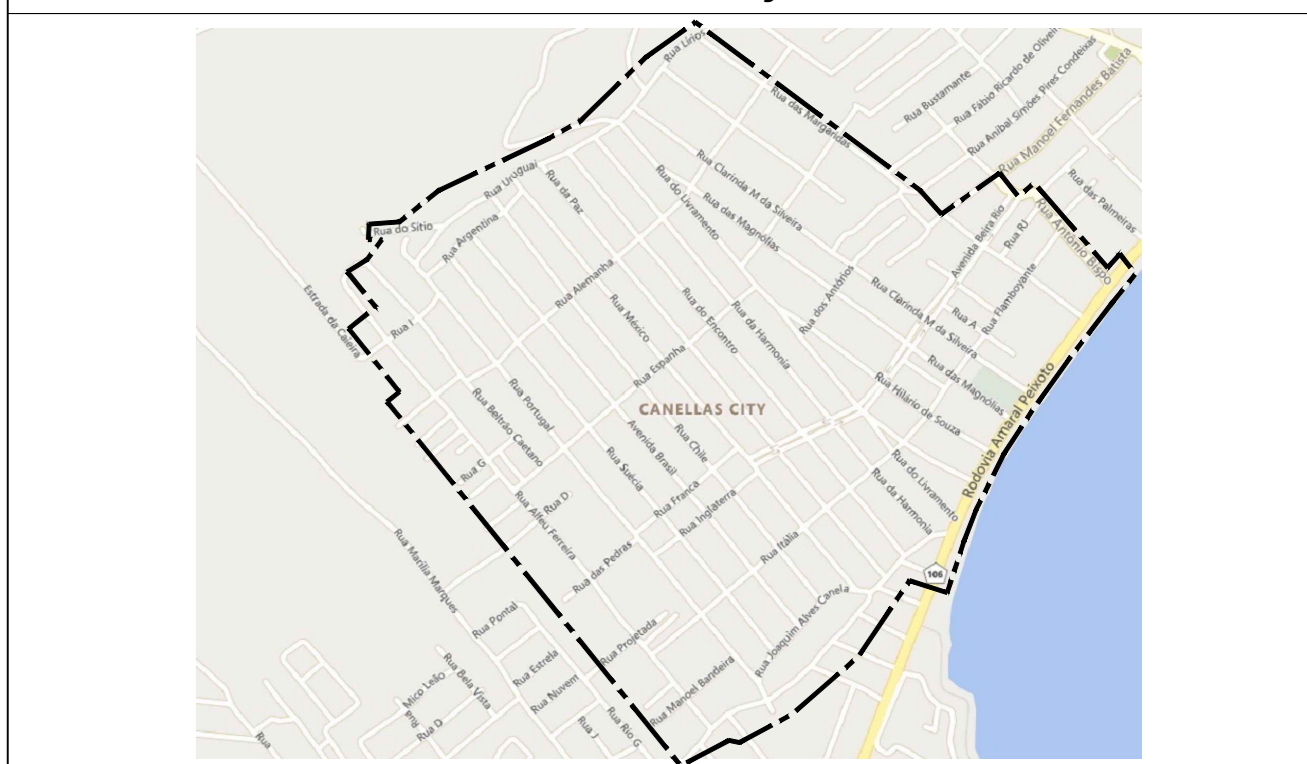 Rua Lírios
Rua das Margaridas
Rua Bustamante
Rua Fábio Ricardo de Oliveir
Rua Anibal Simões Pires Condeixas
Rua Manoel Fernandes Batista
Rua das Palmeiras
Rua Antônio Bispo
Rua Uruguai
Rua da Paz
Rua do Sítio
Rua Argentina
Rua Clarinda M da Silveira
Rua do Livramento
Rua das Magnólias
Avenida Beira Rio
Rua RJ
Rua Flamboyante
Rua A
Rua Alemanha
Rua México
Rua do Encontro
Rua da Harmonia
Rua dos Antórios
Rua Clarinda M da Silveira
Rua das Magnólias
Estrada da Caieira
Rua I
Rua Espanha
CANELLAS CITY
Rua Hilario de Souza
Rodovia Amaral Peixoto
Rua Portugal
Rua Beltrão Caetano
Rua G
Rua Suécia
Avenida Brasil
Rua Chile
Rua do Livramento
Rua da Harmonia
Rua D
Rua Alfeu Ferreira
Rua Franca
Rua Inglaterra
Rua Itália
106
Rua das Pedras
Rua Joaquim Alves Canela
Rua Marília Marques
Rua Pontal
Rua Projetada
Rua Estrela
Rua Nuvem
Rua Bela Vista
Mico Leão
Rua
Rua D
Rua J
Rua Rio G
Rua Manoel Bandeira
Rua